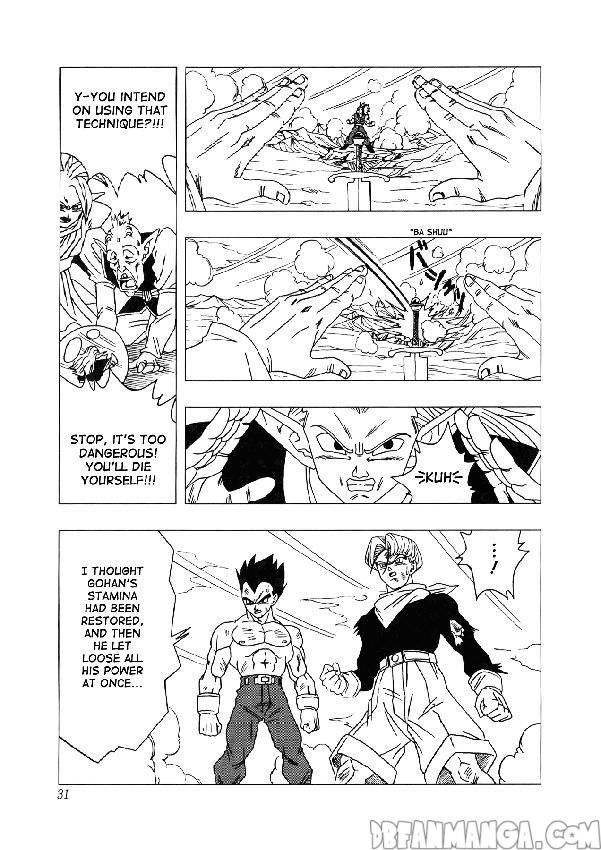 Y-YOU INTEND
ON USING THAT
TECHNIQUE?!!!
"BA SHUU"
STOP, IT'S TOO
DANGEROUS!
YOU'LL DIE
YOURSELF!!!
KUH
...!
I THOUGHT
GOHAN'S
STAMINA
HAD BEEN
RESTORED,
AND THEN
HE LET
LOOSE ALL
HIS POWER
AT ONCE...
31
DBFANMANGA.COM